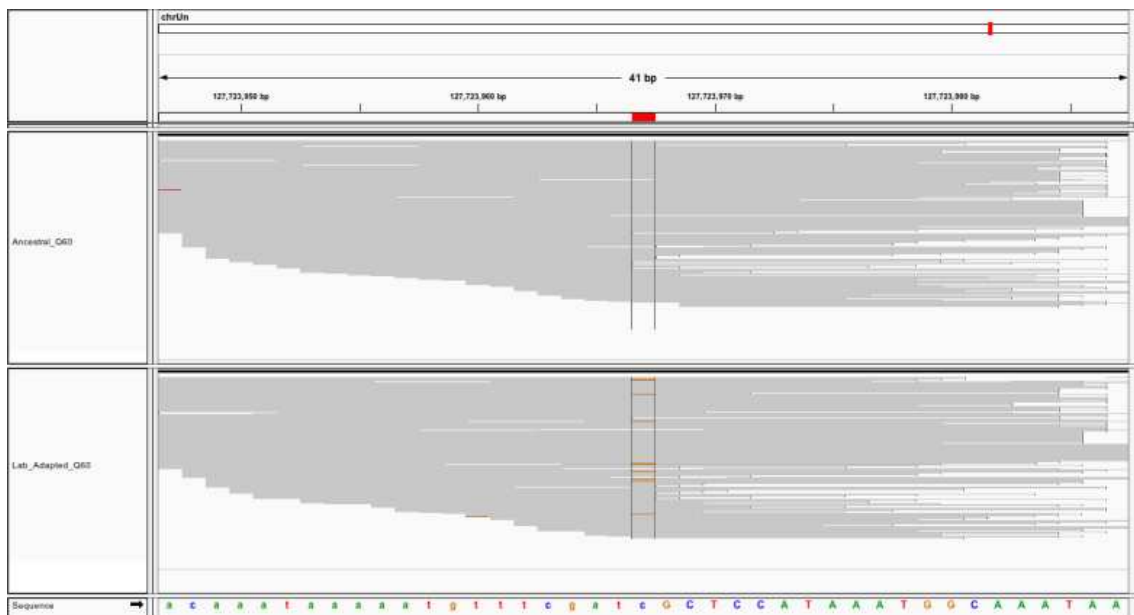 chrUn
41 bp
127,723,950 bp 127,723,960 bp 127,723,970 bp 127,723,980 bp
Ancestral_Q60
Lab_Adapted_Q60
Sequence a c a a a t a a a a a t g t t t c g a t c G C T C C A T A A A T G G C A A A T A A